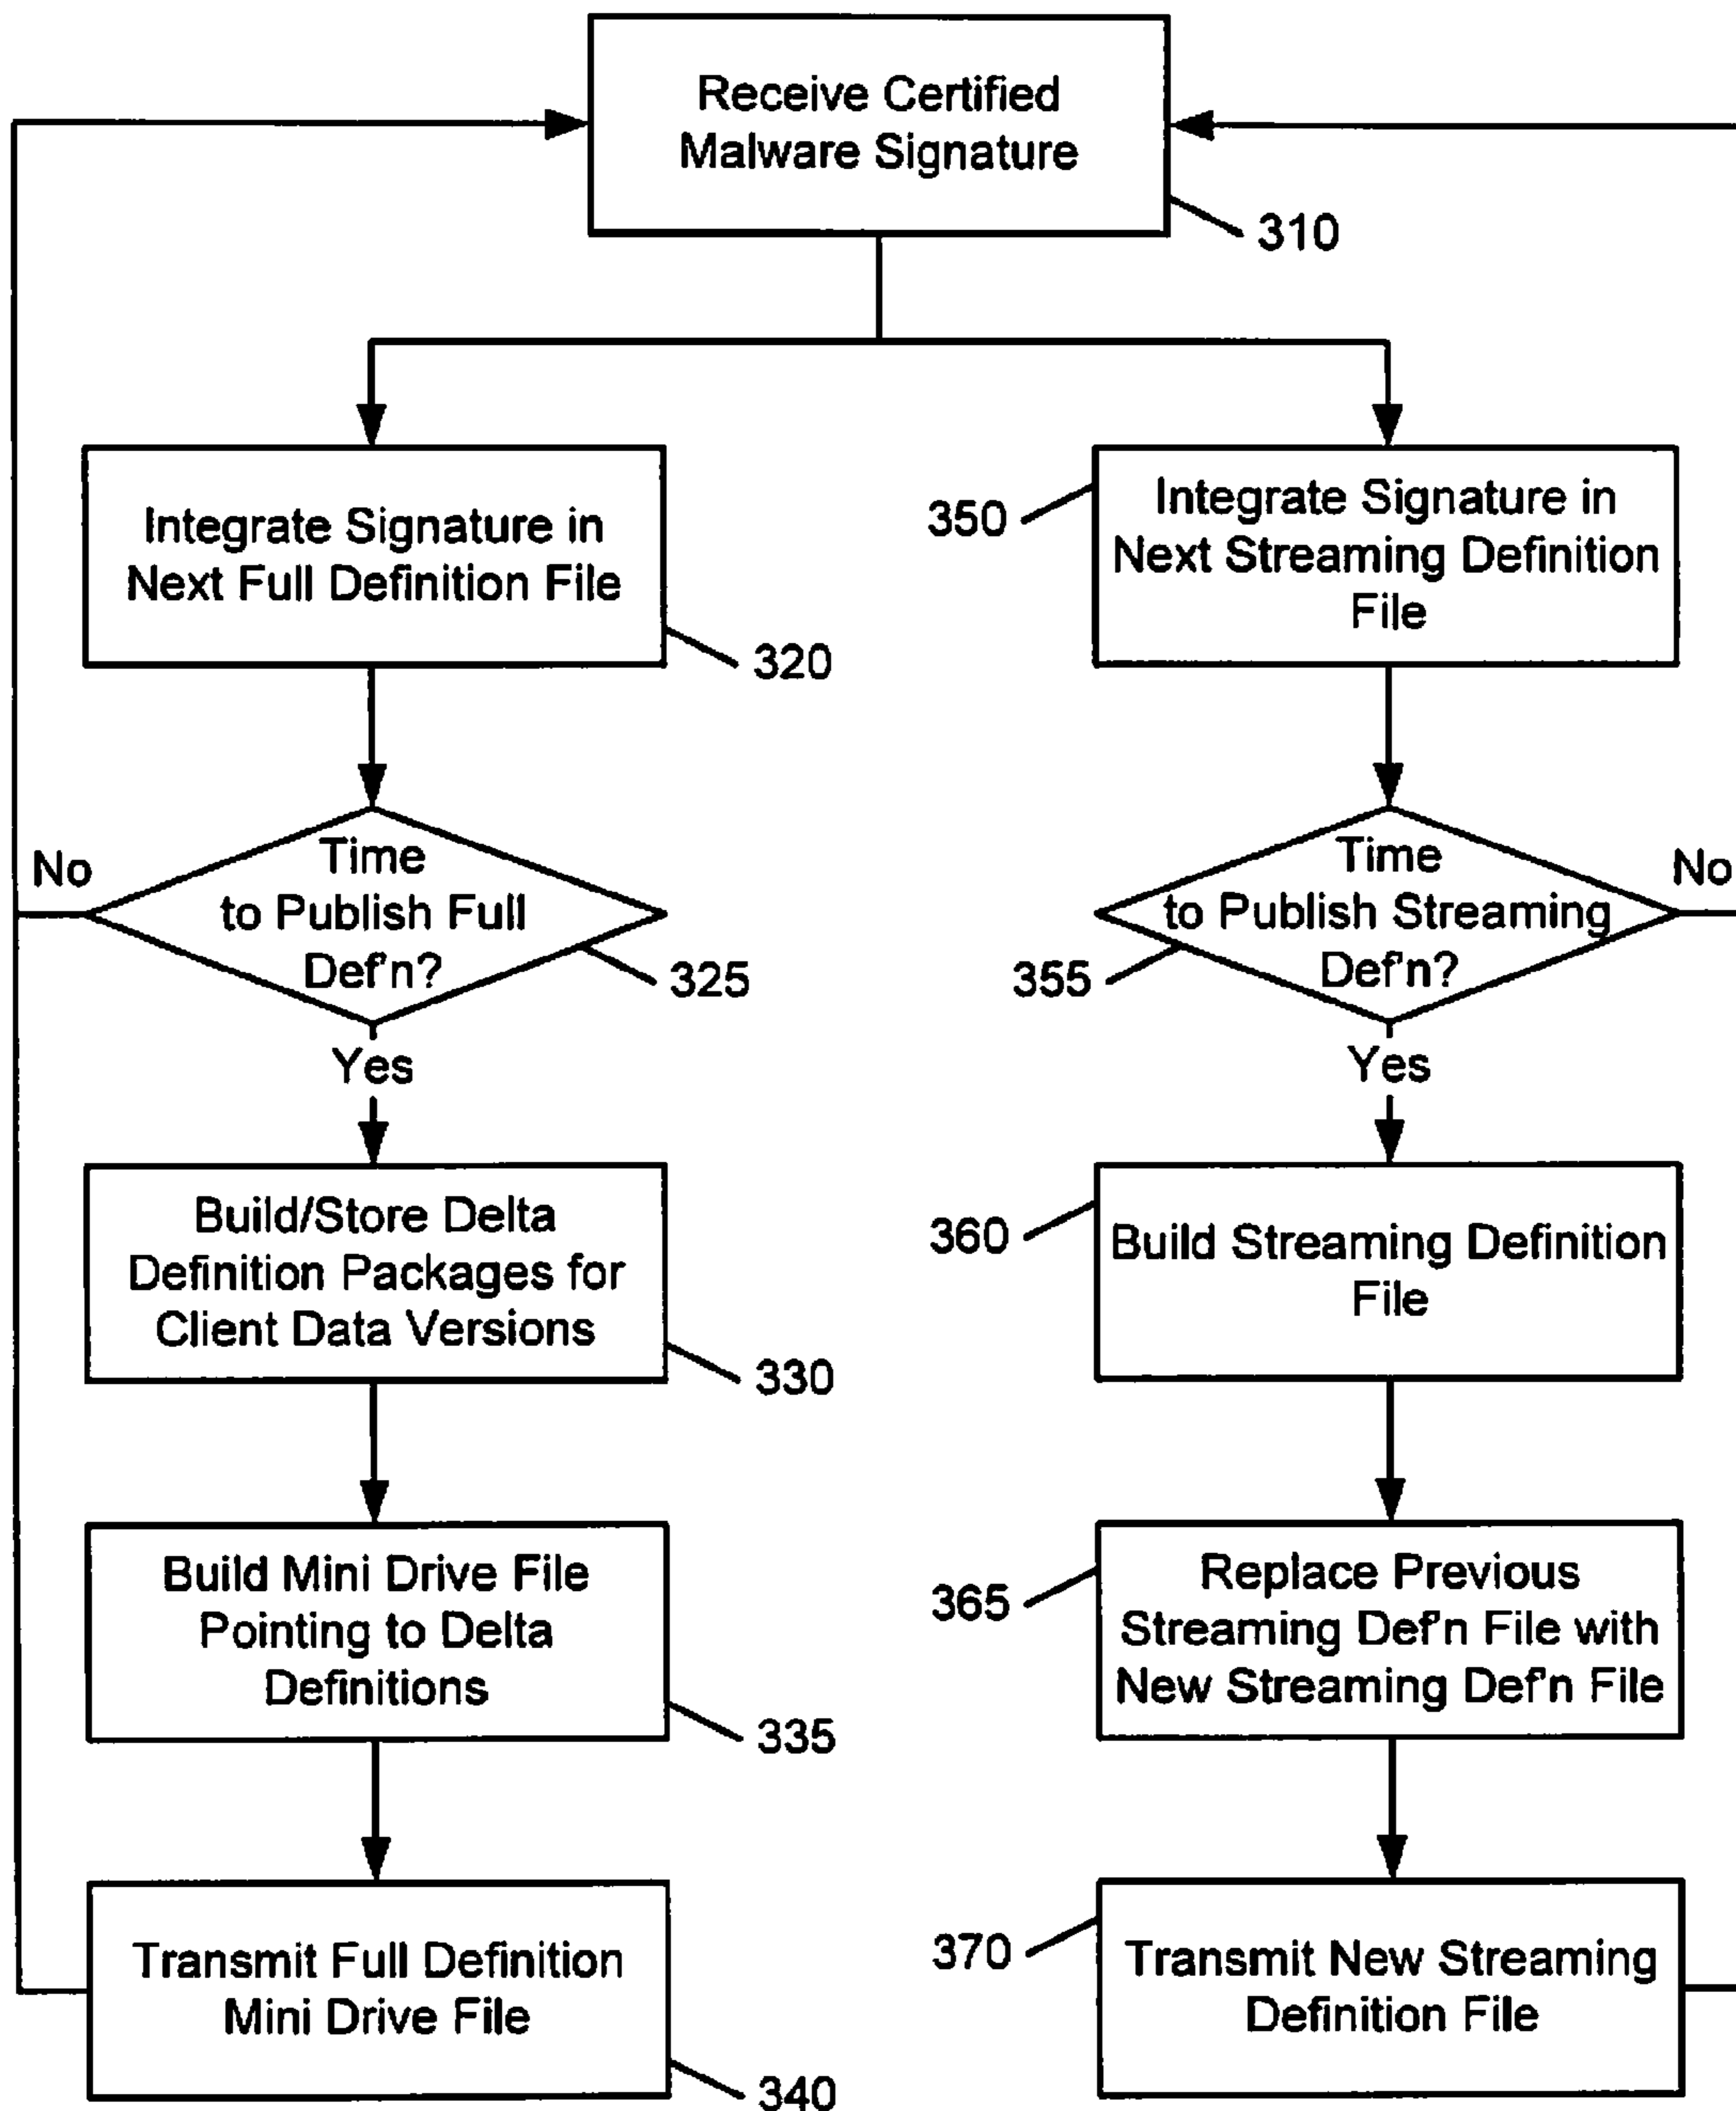 Receive Certified
Malware Signature
310
Integrate Signature in
Next Full Definition File
320
350
Integrate Signature in
Next Streaming Definition
File
No
Time
to Publish Full
Def'n?
325
Yes
355
Time
to Publish Streaming
Def'n?
No
Yes
Build/Store Delta
Definition Packages for
Client Data Versions
330
360
Build Streaming Definition
File
Build Mini Drive File
Pointing to Delta
Definitions
335
365
Replace Previous
Streaming Def'n File with
New Streaming Def'n File
Transmit Full Definition
Mini Drive File
340
370
Transmit New Streaming
Definition File